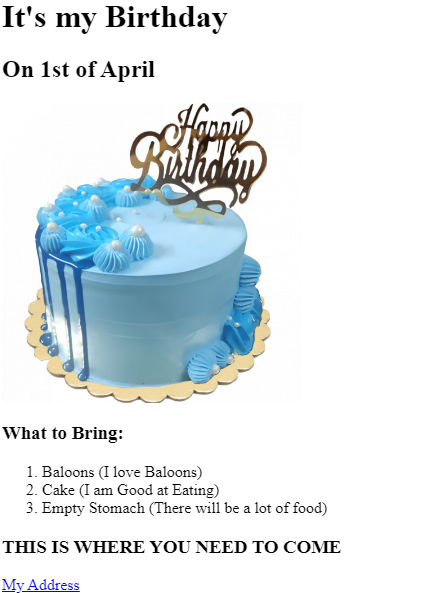 It's my Birthday
On 1st of April
Happy
Birthday
What to Bring:
1. Baloons (I love Baloons)
2. Cake (I am Good at Eating)
3. Empty Stomach (There will be a lot of food)
THIS IS WHERE YOU NEED TO COME
My Address